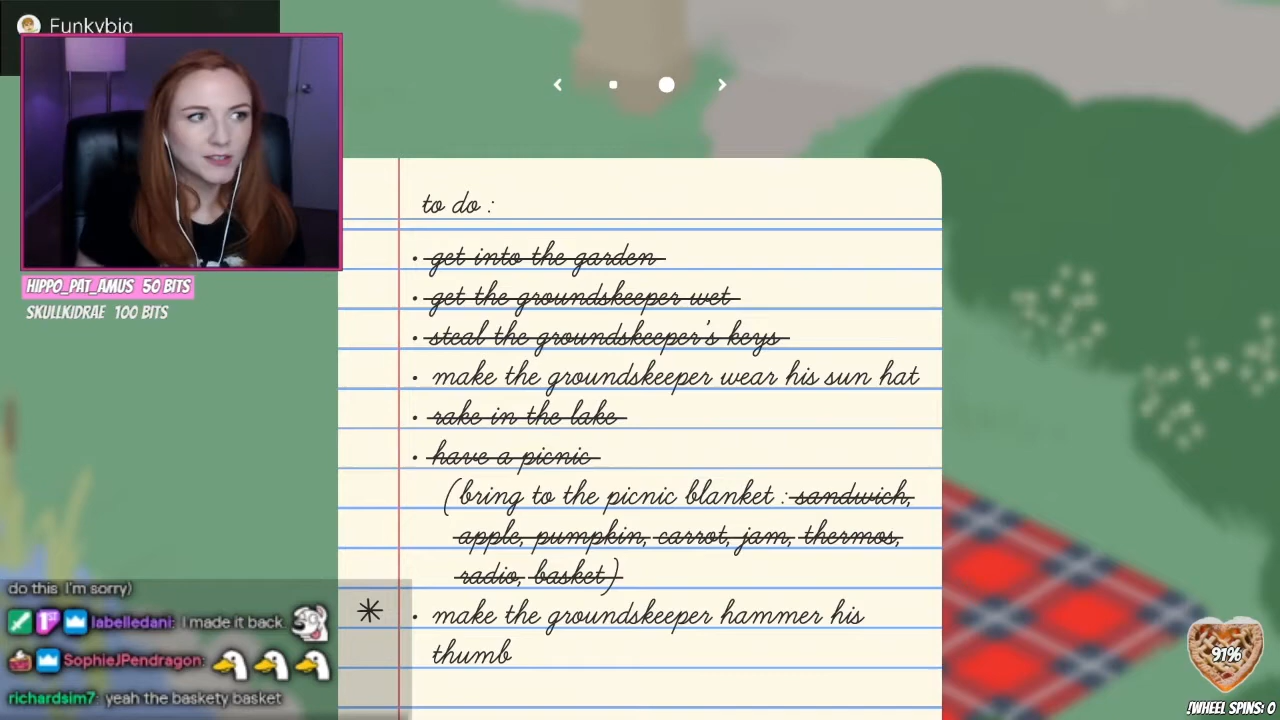 Funkybig
HIPPO_PAT_AMUS 50 BITS
SKULLKIDRAE 100 BITS
to do :
• get into the garden
• get the groundskeeper wet
• steal the groundskeeper's keys
• make the groundskeeper wear his sun hat
• rake in the lake
• have a picnic
(bring to the picnic blanket : sandwich,
apple, pumpkin, carrot, jam, thermos,
radio, basket)
• make the groundskeeper hammer his
thumb
do this I'm sorry)
labelledani: I made it back
SophieJPendragon:
richardsim7: yeah the baskety basket
91%
!WHEEL SPINS: 0